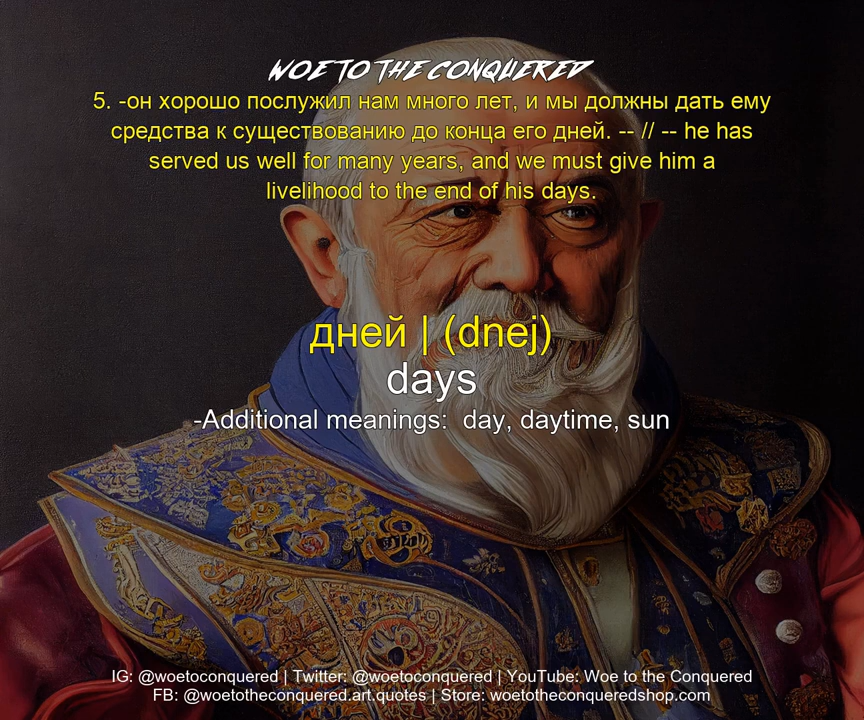 WOE TO THE CONQUERED
5. -он хорошо послужил нам много лет, и мы должны дать ему
средства к существованию до конца его дней. -- // -- he has
served us well for many years, and we must give him a
livelihood to the end of his days.
дней | (dnej)
days
-Additional meanings:  day, daytime, sun
IG: @woetoconquered | Twitter: @woetoconquered | YouTube: Woe to the Conquered
FB: @woetotheconquered.art.quotes | Store: woetotheconqueredshop.com